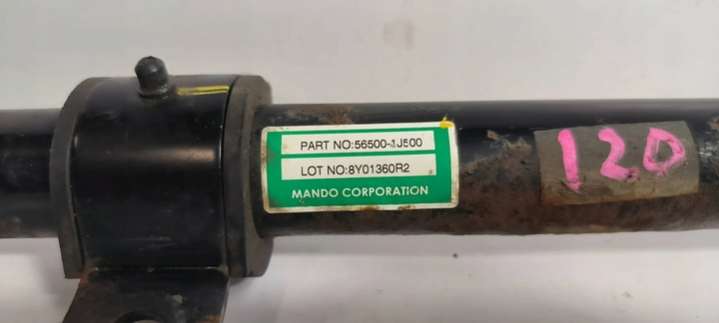 PART NO:56500-1J500
LOT NO:8Y01360R2
MANDO CORPORATION
120